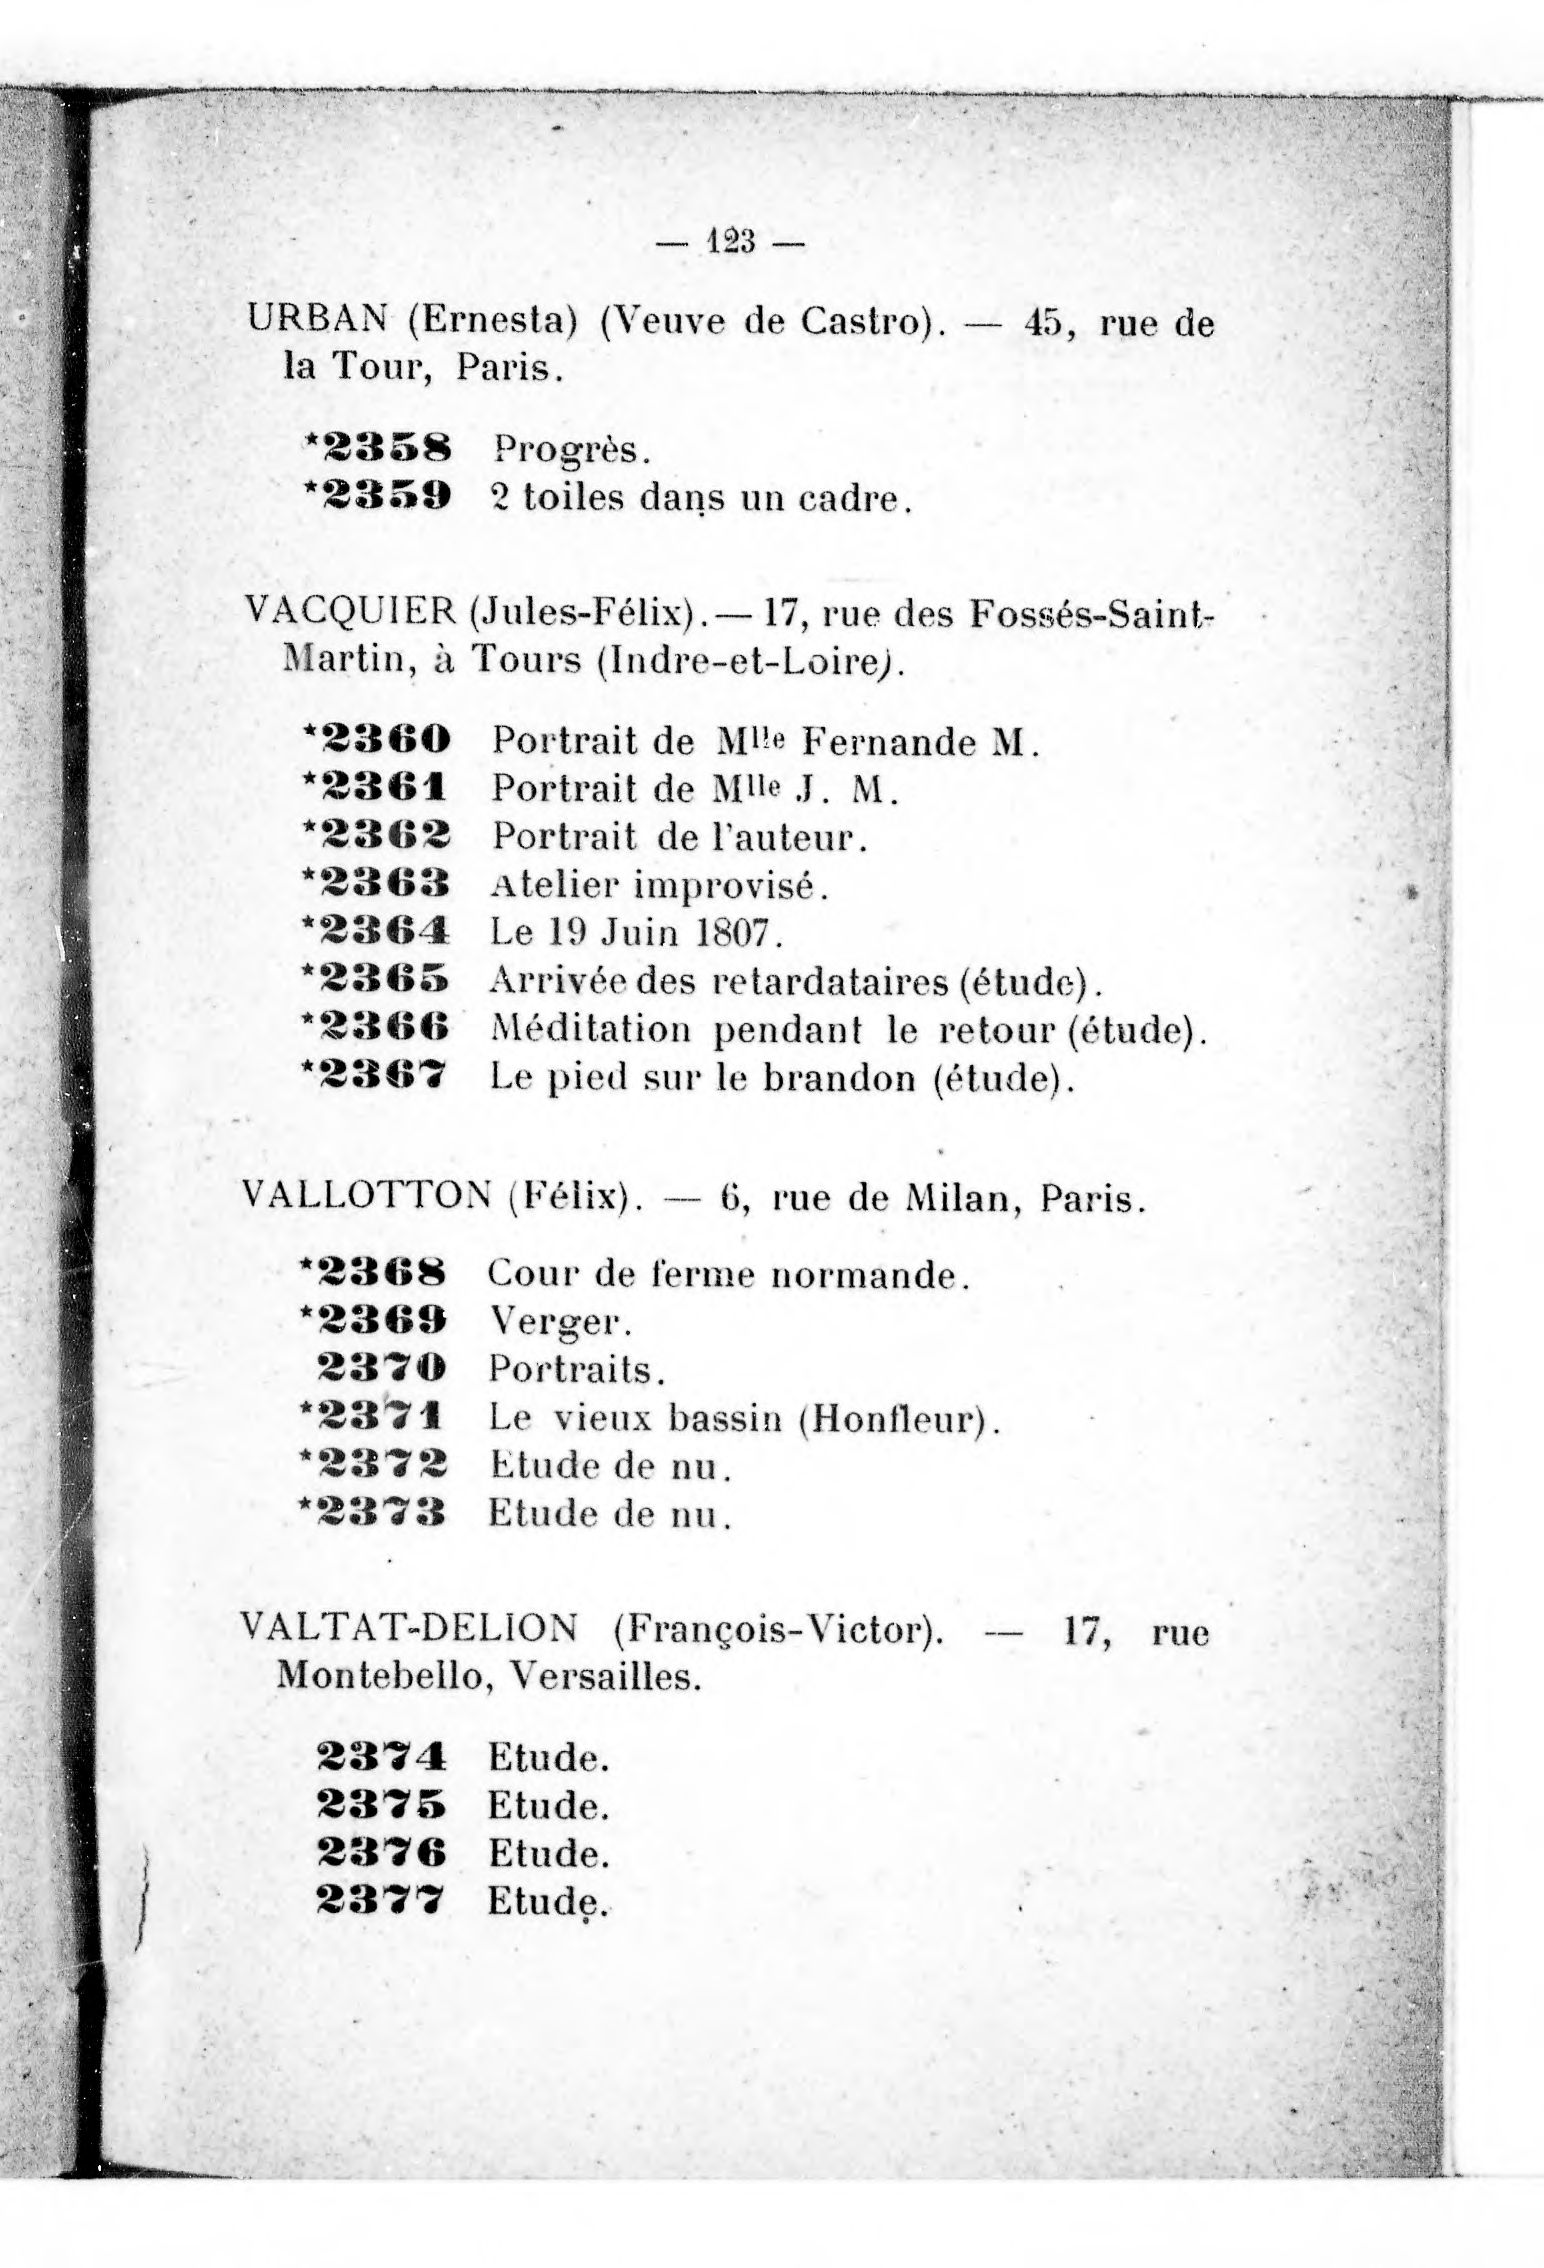 — 123 —
URBAN (Ernesta) (Veuve de Castro). — 45, rue de
la Tour, Paris.
*2358 Progrès.
*2359 2 toiles dans un cadre.
VACQUIER (Jules-Félix). — 17, rue des Fossés-Saint-
Martin, à Tours (Indre-et-Loire).
*2360 Portrait de Mlle Fernande M.
*2361 Portrait de Mlle J. M.
*2362 Portrait de l'auteur.
*2363 Atelier improvisé.
*2364 Le 19 Juin 1807.
*2365 Arrivée des retardataires (étude).
*2366 Méditation pendant le retour (étude).
*2367 Le pied sur le brandon (étude).
VALLOTTON (Félix). — 6, rue de Milan, Paris.
*2368 Cour de ferme normande.
*2369 Verger.
2370 Portraits.
*2371 Le vieux bassin (Honfleur).
*2372 Etude de nu.
*2373 Etude de nu.
VALTAT-DELION (François-Victor). — 17, rue
Montebello, Versailles.
2374 Etude.
2375 Etude.
2376 Etude.
2377 Etude.